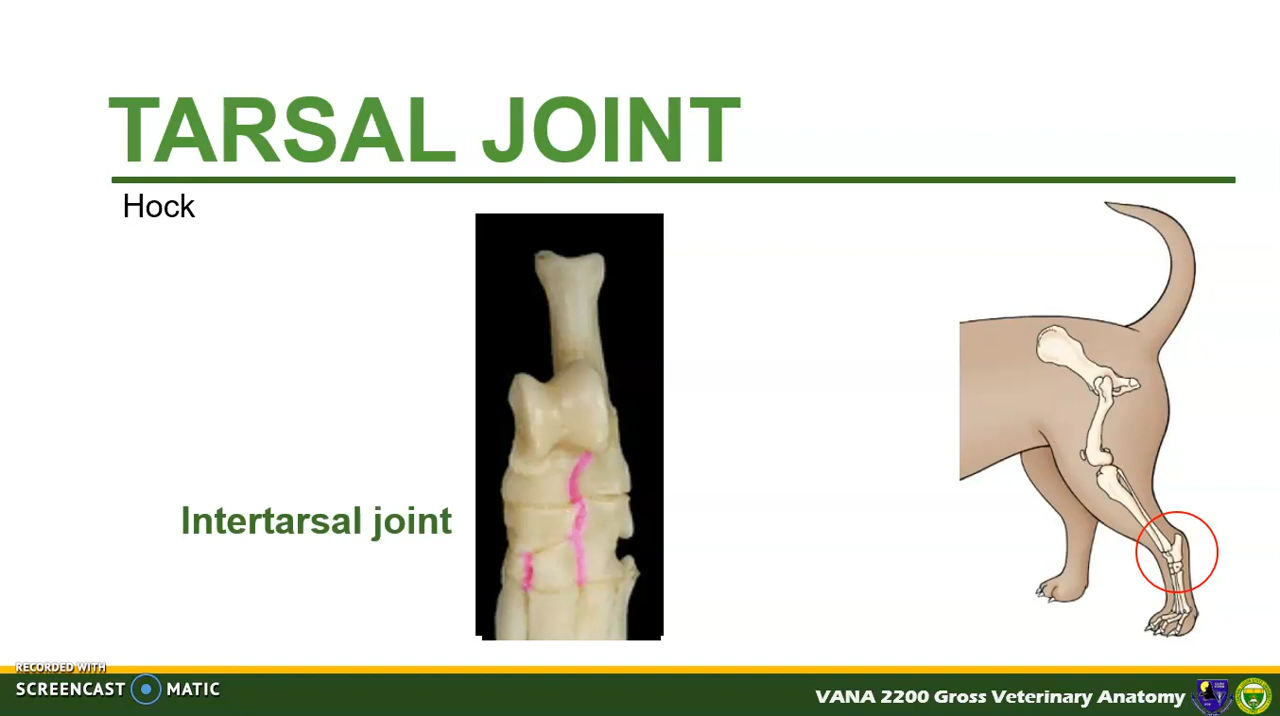 TARSAL JOINT
Hock
Intertarsal joint
RECORDED WITH
SCREENCAST MATIC
VANA 2200 Gross Veterinary Anatomy